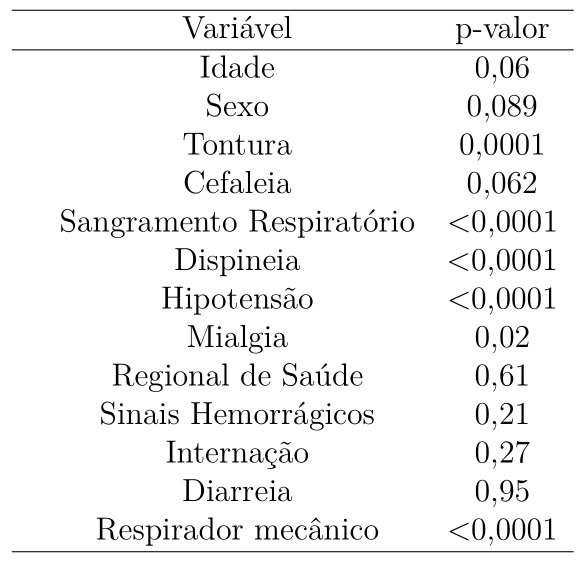 Variável p-valor
Idade 0,06
Sexo 0,089
Tontura 0,0001
Cefaleia 0,062
Sangramento Respiratório <0,0001
Dispineia <0,0001
Hipotensão <0,0001
Mialgia 0,02
Regional de Saúde 0,61
Sinais Hemorrágicos 0,21
Internação 0,27
Diarreia 0,95
Respirador mecânico <0,0001